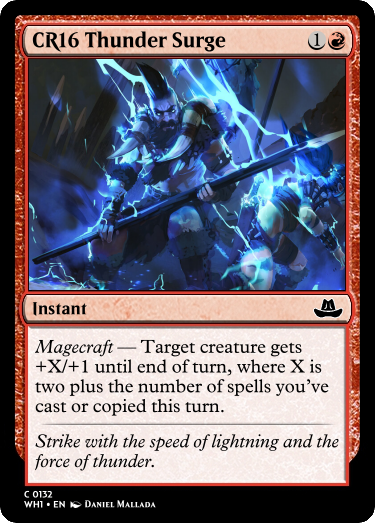 CR16 Thunder Surge 1
Instant
Magecraft — Target creature gets
+X/+1 until end of turn, where X is
two plus the number of spells you've
cast or copied this turn.
Strike with the speed of lightning and the
force of thunder.
C 0132
WH1 • EN Daniel Mallada